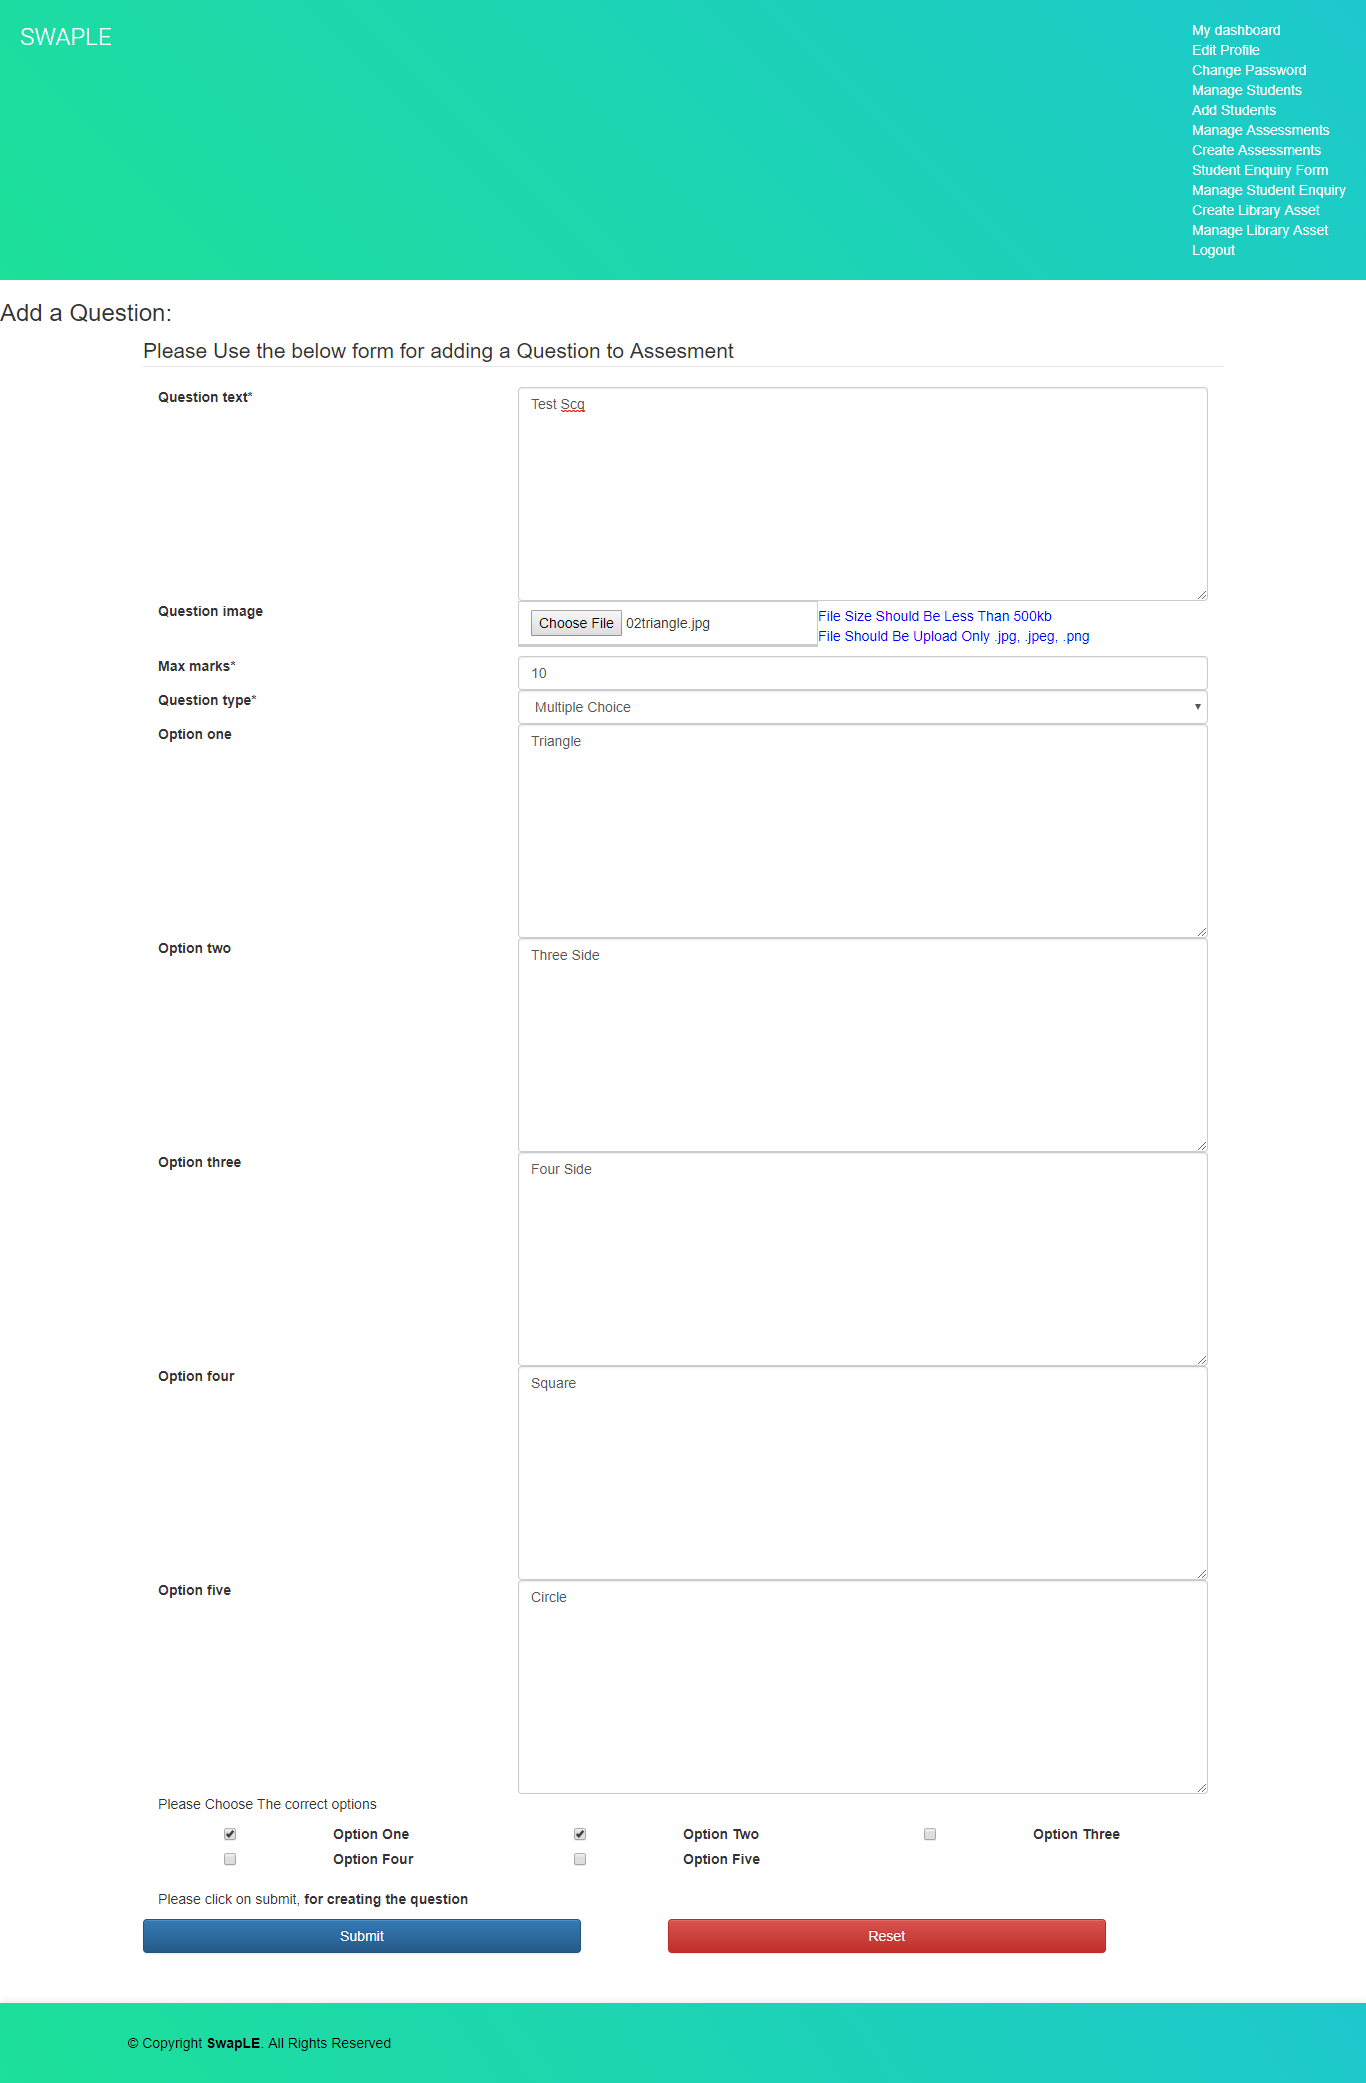 SWAPLE
My dashboard
Edit Profile
Change Password
Manage Students
Add Students
Manage Assessments
Create Assessments
Student Enquiry Form
Manage Student Enquiry
Create Library Asset
Manage Library Asset
Logout
Add a Question:
Please Use the below form for adding a Question to Assesment
Question text*
Test Scq
Question image
Choose File 02triangle.jpg
File Size Should Be Less Than 500kb
File Should Be Upload Only .jpg, .jpeg, .png
Max marks*
10
Question type*
Multiple Choice
Option one
Triangle
Option two
Three Side
Option three
Four Side
Option four
Square
Option five
Circle
Please Choose The correct options
Option One Option Two Option Three
Option Four Option Five
Please click on submit, for creating the question
Submit Reset
© Copyright SwapLE. All Rights Reserved